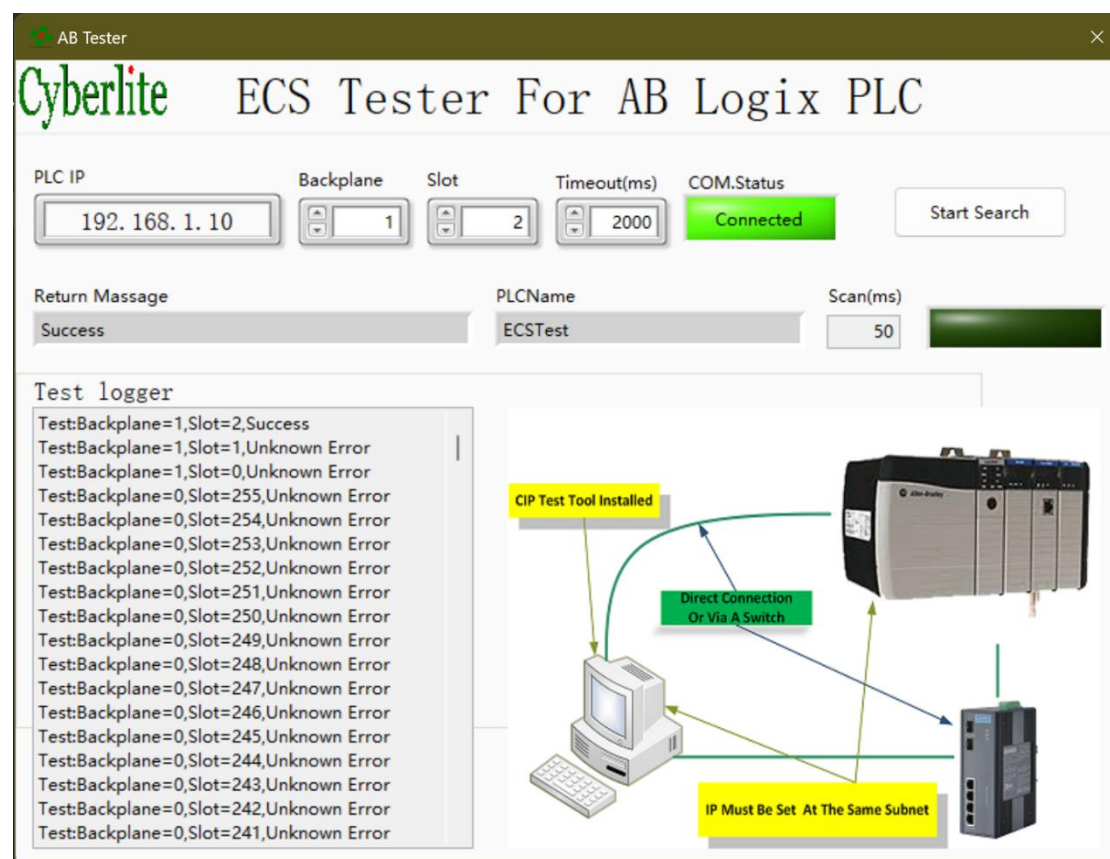 AB Tester
Cyberlite ECS Tester For AB Logix PLC
PLC IP Backplane Slot Timeout(ms) COM.Status
192.168.1.10 1 2 2000 Connected Start Search
Return Massage PLCName Scan(ms)
Success ECSTest 50
Test logger
Test:Backplane=1,Slot=2,Success
Test:Backplane=1,Slot=1,Unknown Error
Test:Backplane=1,Slot=0,Unknown Error
Test:Backplane=0,Slot=255,Unknown Error
Test:Backplane=0,Slot=254,Unknown Error
Test:Backplane=0,Slot=253,Unknown Error
Test:Backplane=0,Slot=252,Unknown Error
Test:Backplane=0,Slot=251,Unknown Error
Test:Backplane=0,Slot=250,Unknown Error
Test:Backplane=0,Slot=249,Unknown Error
Test:Backplane=0,Slot=248,Unknown Error
Test:Backplane=0,Slot=247,Unknown Error
Test:Backplane=0,Slot=246,Unknown Error
Test:Backplane=0,Slot=245,Unknown Error
Test:Backplane=0,Slot=244,Unknown Error
Test:Backplane=0,Slot=243,Unknown Error
Test:Backplane=0,Slot=242,Unknown Error
Test:Backplane=0,Slot=241,Unknown Error
CIP Test Tool Installed
Allen-Bradley
Direct Connection
Or Via A Switch
IP Must Be Set At The Same Subnet